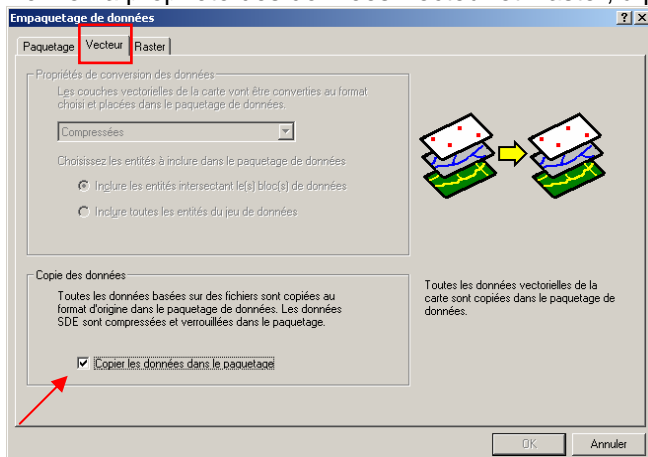 Empaquetage de données
Paquetage Vecteur Raster
Propriétés de conversion des données
Les couches vectorielles de la carte vont être converties au format
choisi et placées dans le paquetage de données.
Compressées
Choisissez les entités à inclure dans le paquetage de données
Inclure les entités intersectant le(s) bloc(s) de données
Inclure toutes les entités du jeu de données
Copie des données
Toutes les données basées sur des fichiers sont copiées au
format d'origine dans le paquetage de données. Les données
SDE sont compressées et verrouillées dans le paquetage.
Copier les données dans le paquetage
Toutes les données vectorielles de la
carte sont copiées dans le paquetage de
données.
OK Annuler